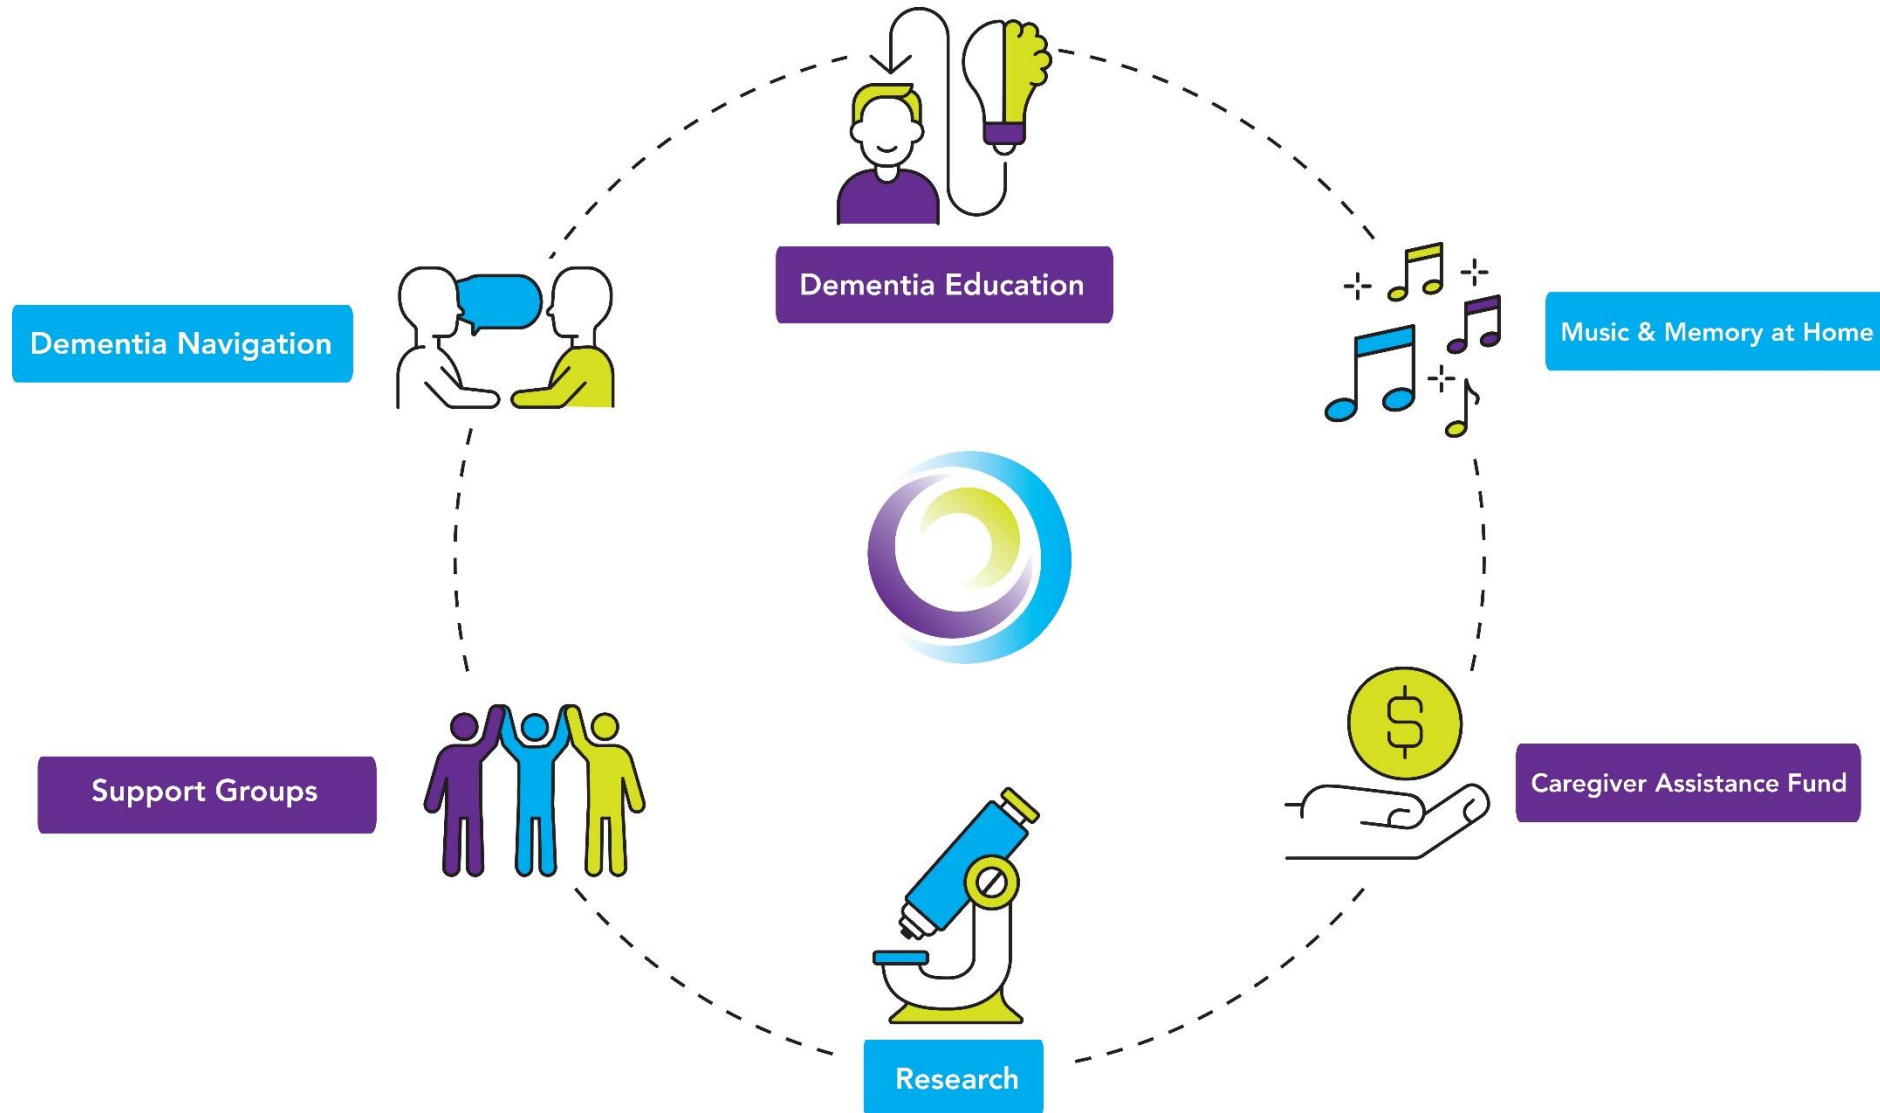 Dementia Education
Dementia Navigation
Music & Memory at Home
Support Groups
Caregiver Assistance Fund
Research
$